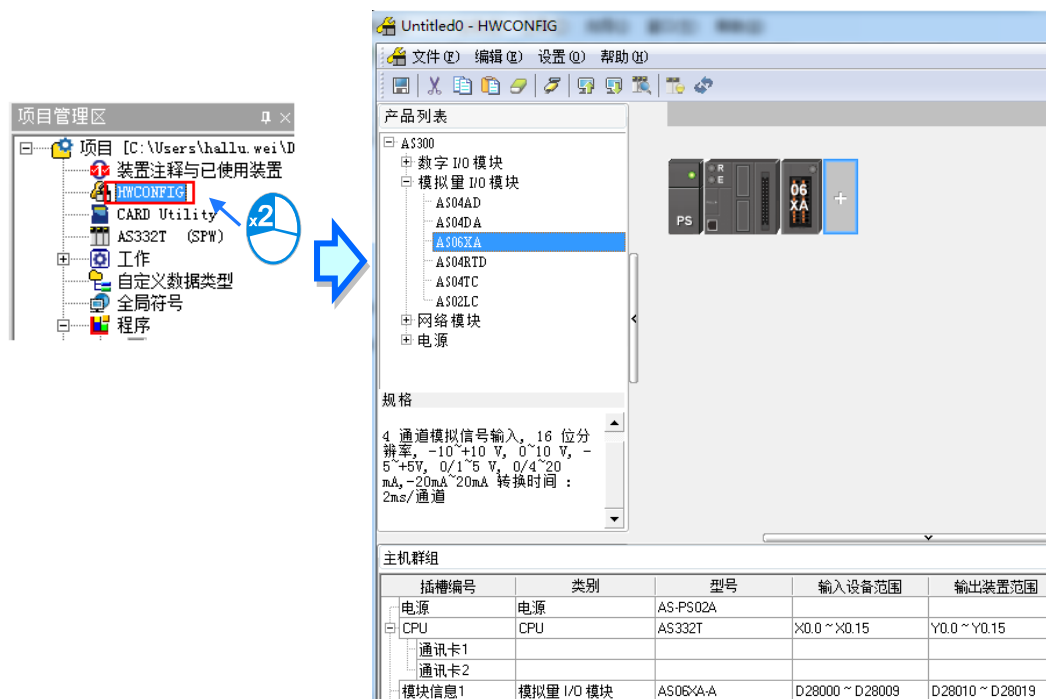 项目管理区
项目 [C:\Users\hallu.wei\D
装置注释与已使用装置
HWCONFIG
CARD Utility
AS332T (SPW)
工作
自定义数据类型
全局符号
程序
x2
Untitled0 - HWCONFIG
文件(F) 编辑(E) 设置(O) 帮助(H)
产品列表
AS300
数字 I/O 模块
模拟量 I/O 模块
AS04AD
AS04DA
AS06XA
AS04RTD
AS04TC
AS02LC
网络模块
电源
规格
4 通道模拟信号输入, 16 位分
辨率, -10~+10 V, 0~10 V, -
5~+5V, 0/1~5 V, 0/4~20
mA,-20mA~20mA 转换时间 :
2ms/通道
PS
R
E
06
XA
+
主机群组
插槽编号 类别 型号 输入设备范围 输出装置范围
电源 电源 AS-PS02A
CPU CPU AS332T X0.0 ~ X0.15 Y0.0 ~ Y0.15
通讯卡1
通讯卡2
模块信息1 模拟量 I/O 模块 AS06XA-A D28000 ~ D28009 D28010 ~ D28019